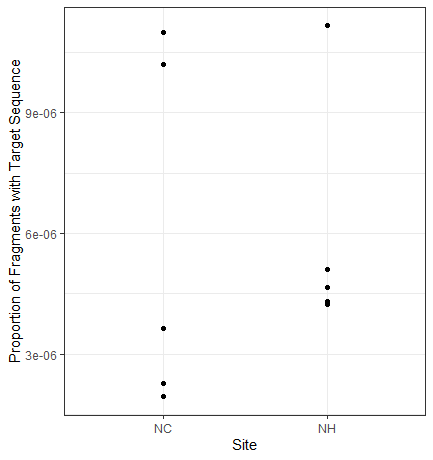 Proportion of Fragments with Target Sequence
9e-06
6e-06
3e-06
NC NH
Site